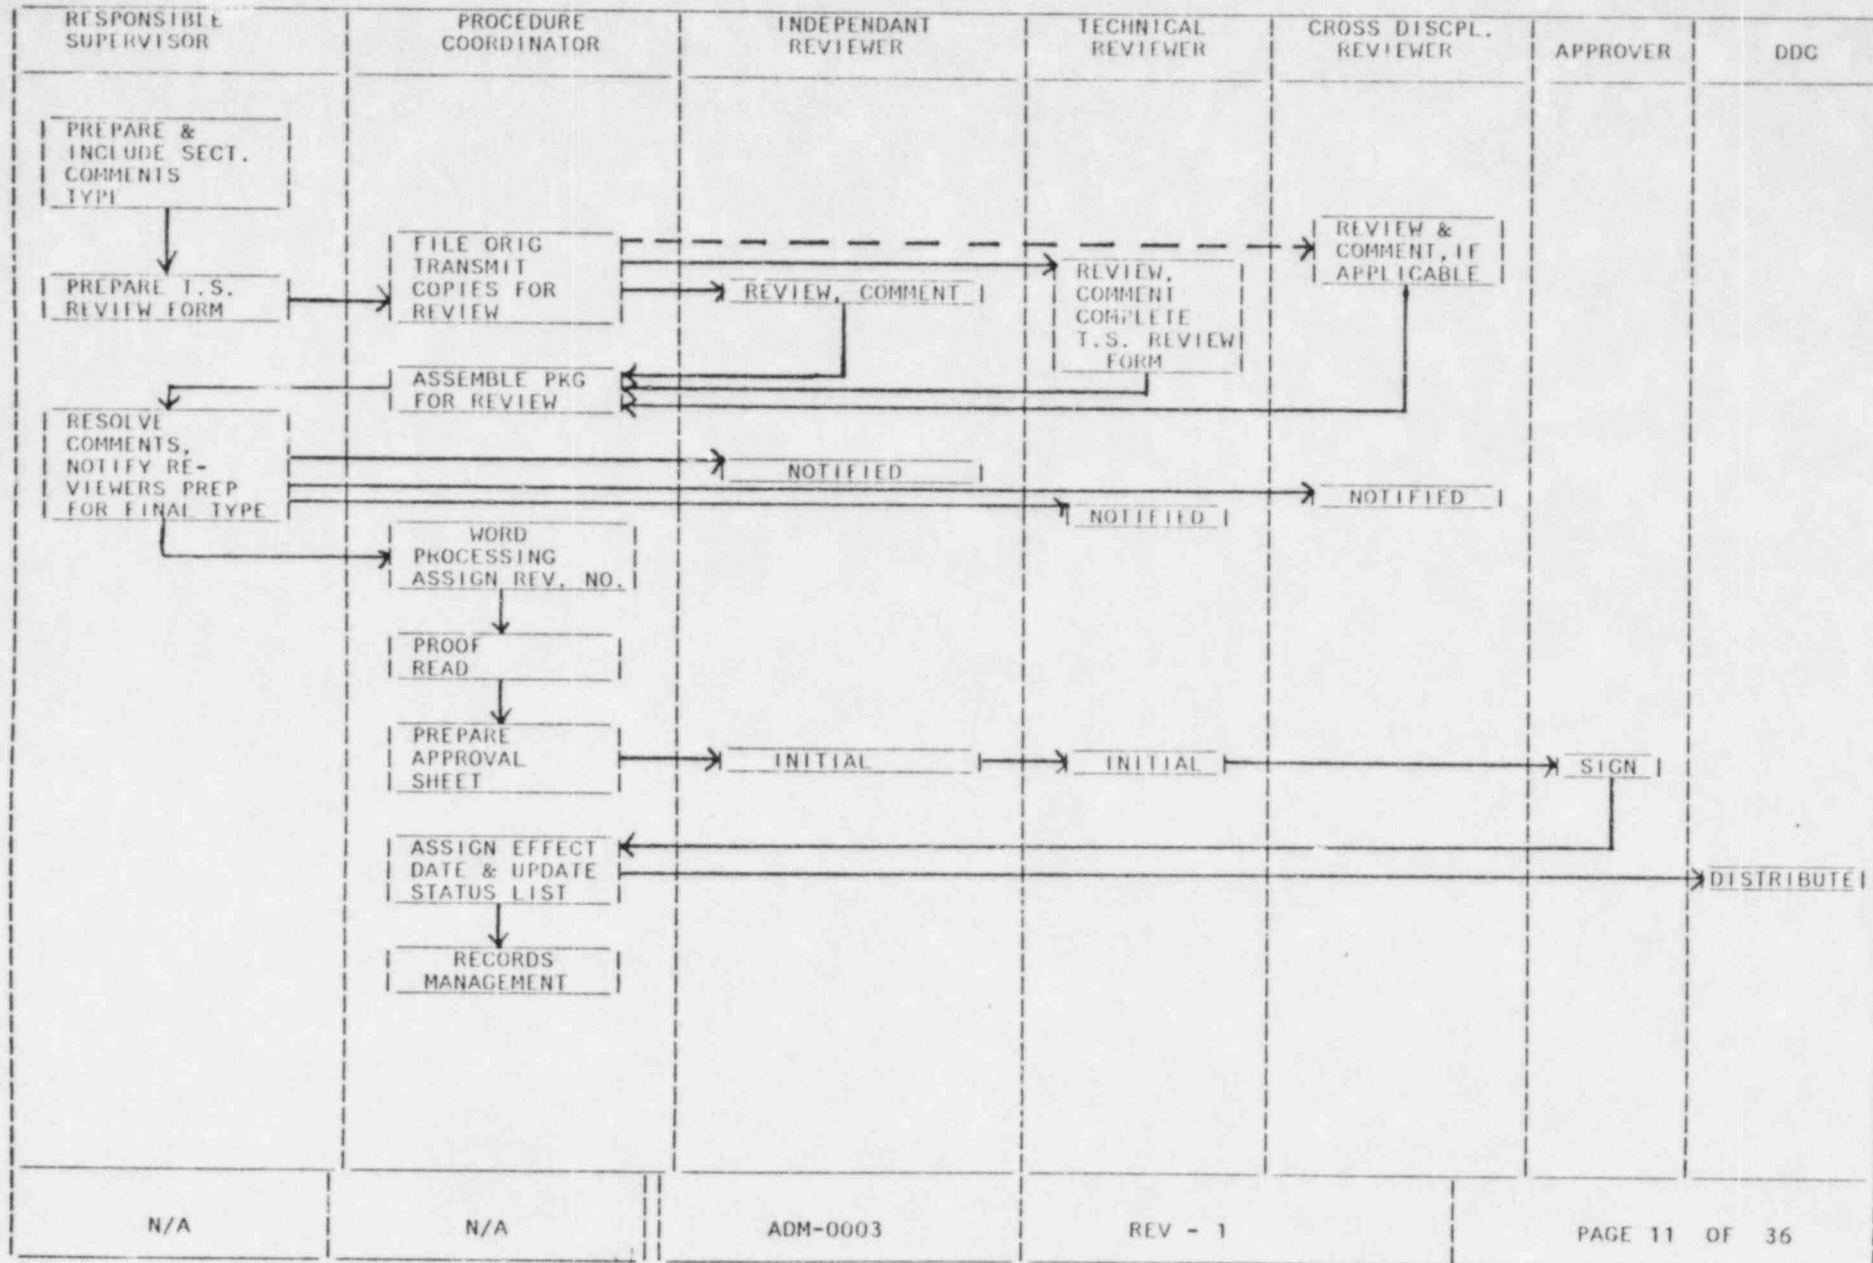 RESPONSIBLE
SUPERVISOR
PROCEDURE
COORDINATOR
INDEPENDANT
REVIEWER
TECHNICAL
REVIEWER
CROSS DISCPL.
REVIEWER
APPROVER
DDC
PREPARE &
INCLUDE SECT.
COMMENTS
TYPE
PREPARE T.S.
REVIEW FORM
FILE ORIG
TRANSMIT
COPIES FOR
REVIEW
REVIEW, COMMENT
REVIEW,
COMMENT
COMPLETE
T.S. REVIEW
FORM
REVIEW &
COMMENT, IF
APPLICABLE
ASSEMBLE PKG
FOR REVIEW
RESOLVE
COMMENTS,
NOTIFY RE-
VIEWERS PREP
FOR FINAL TYPE
NOTIFIED
NOTIFIED
NOTIFIED
WORD
PROCESSING
ASSIGN REV. NO.
PROOF
READ
PREPARE
APPROVAL
SHEET
INITIAL
INITIAL
SIGN
ASSIGN EFFECT
DATE & UPDATE
STATUS LIST
DISTRIBUTE
RECORDS
MANAGEMENT
N/A
N/A
ADM-0003
REV - 1
PAGE 11 OF 36